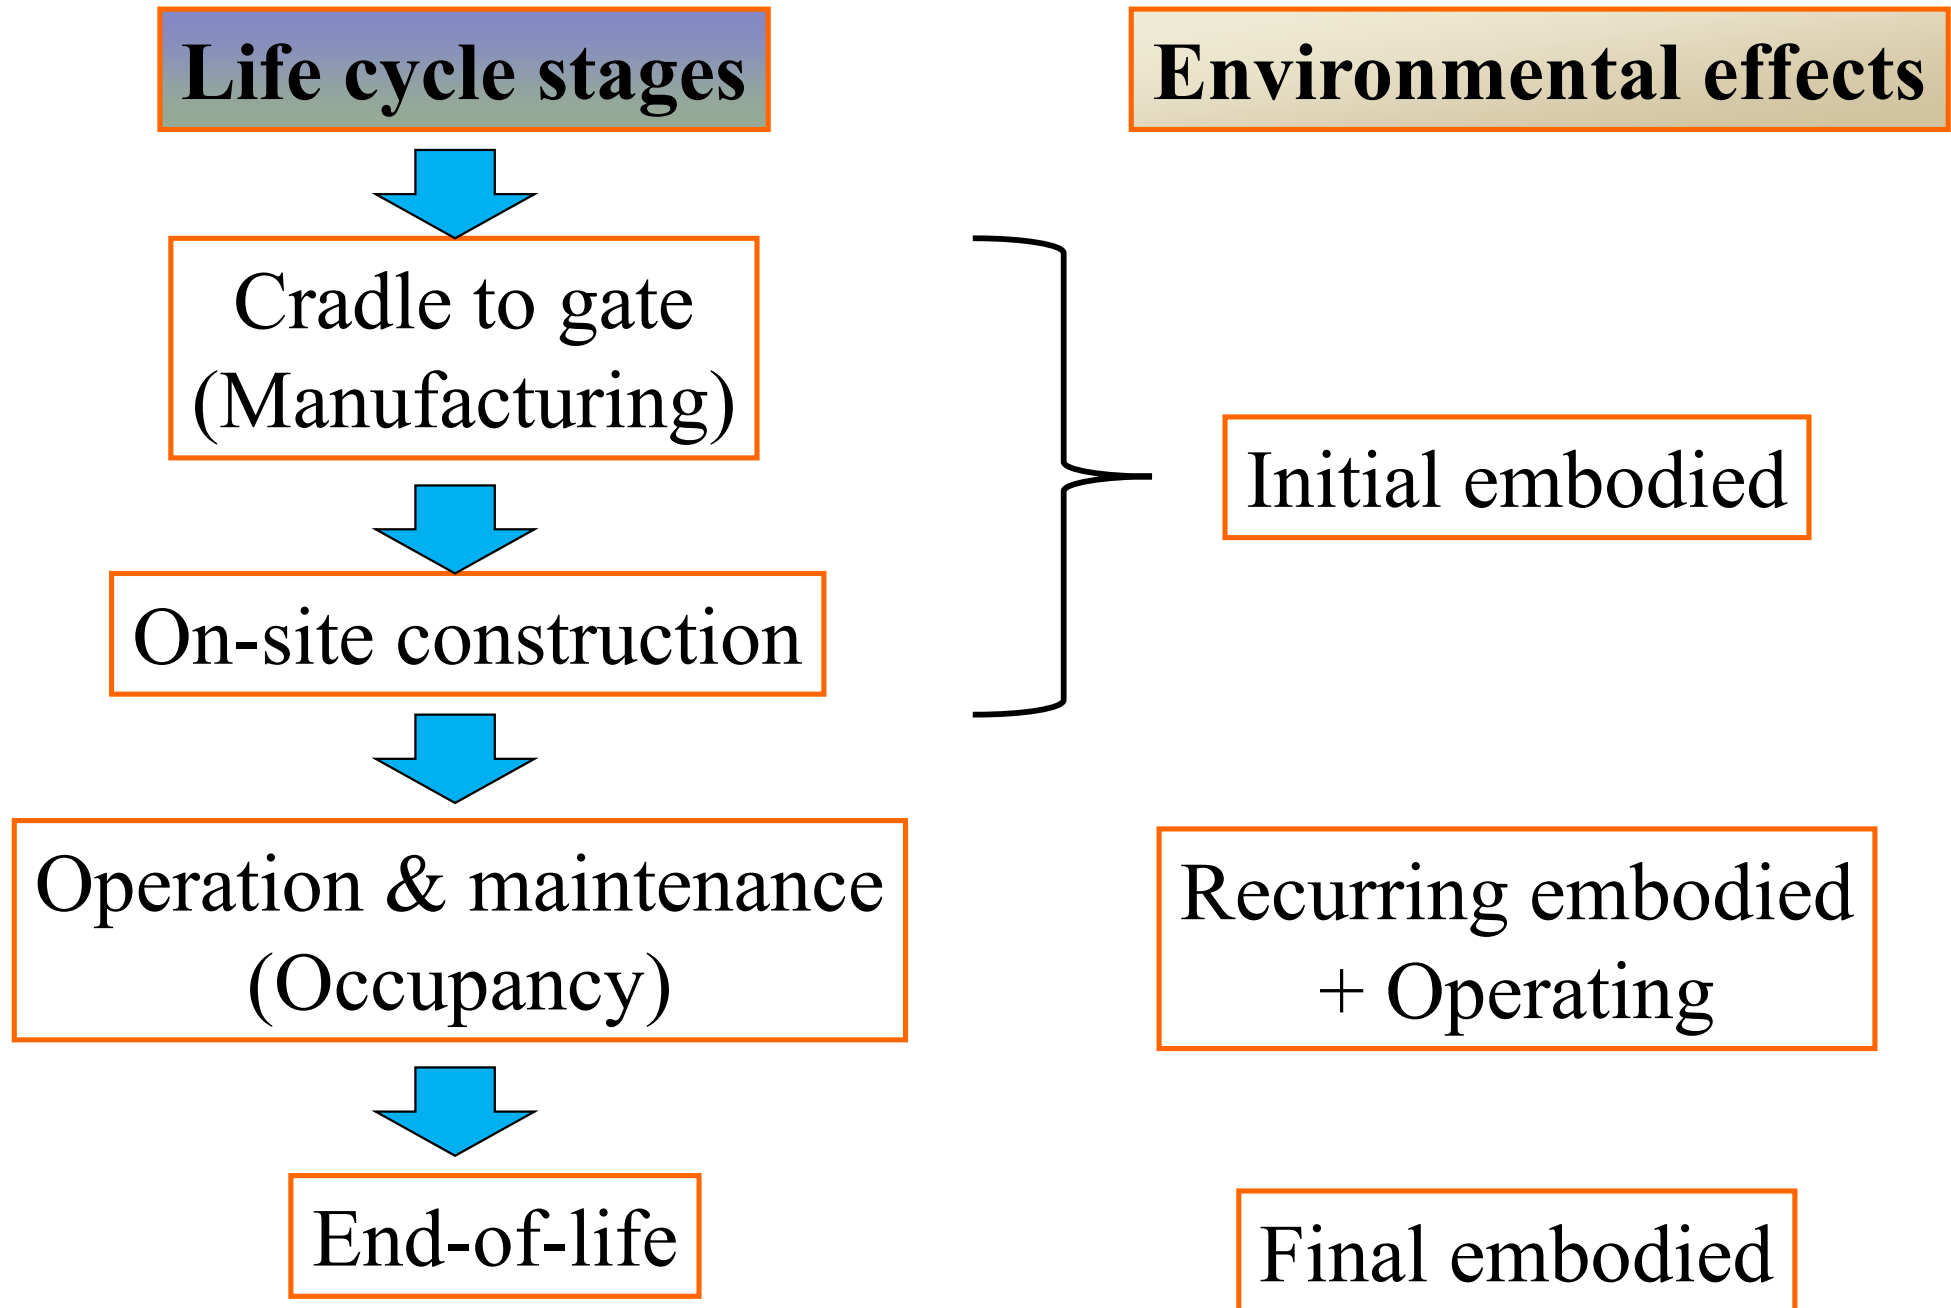 Life cycle stages
Environmental effects
Cradle to gate
(Manufacturing)
Initial embodied
On-site construction
Operation & maintenance
(Occupancy)
Recurring embodied
+ Operating
End-of-life
Final embodied